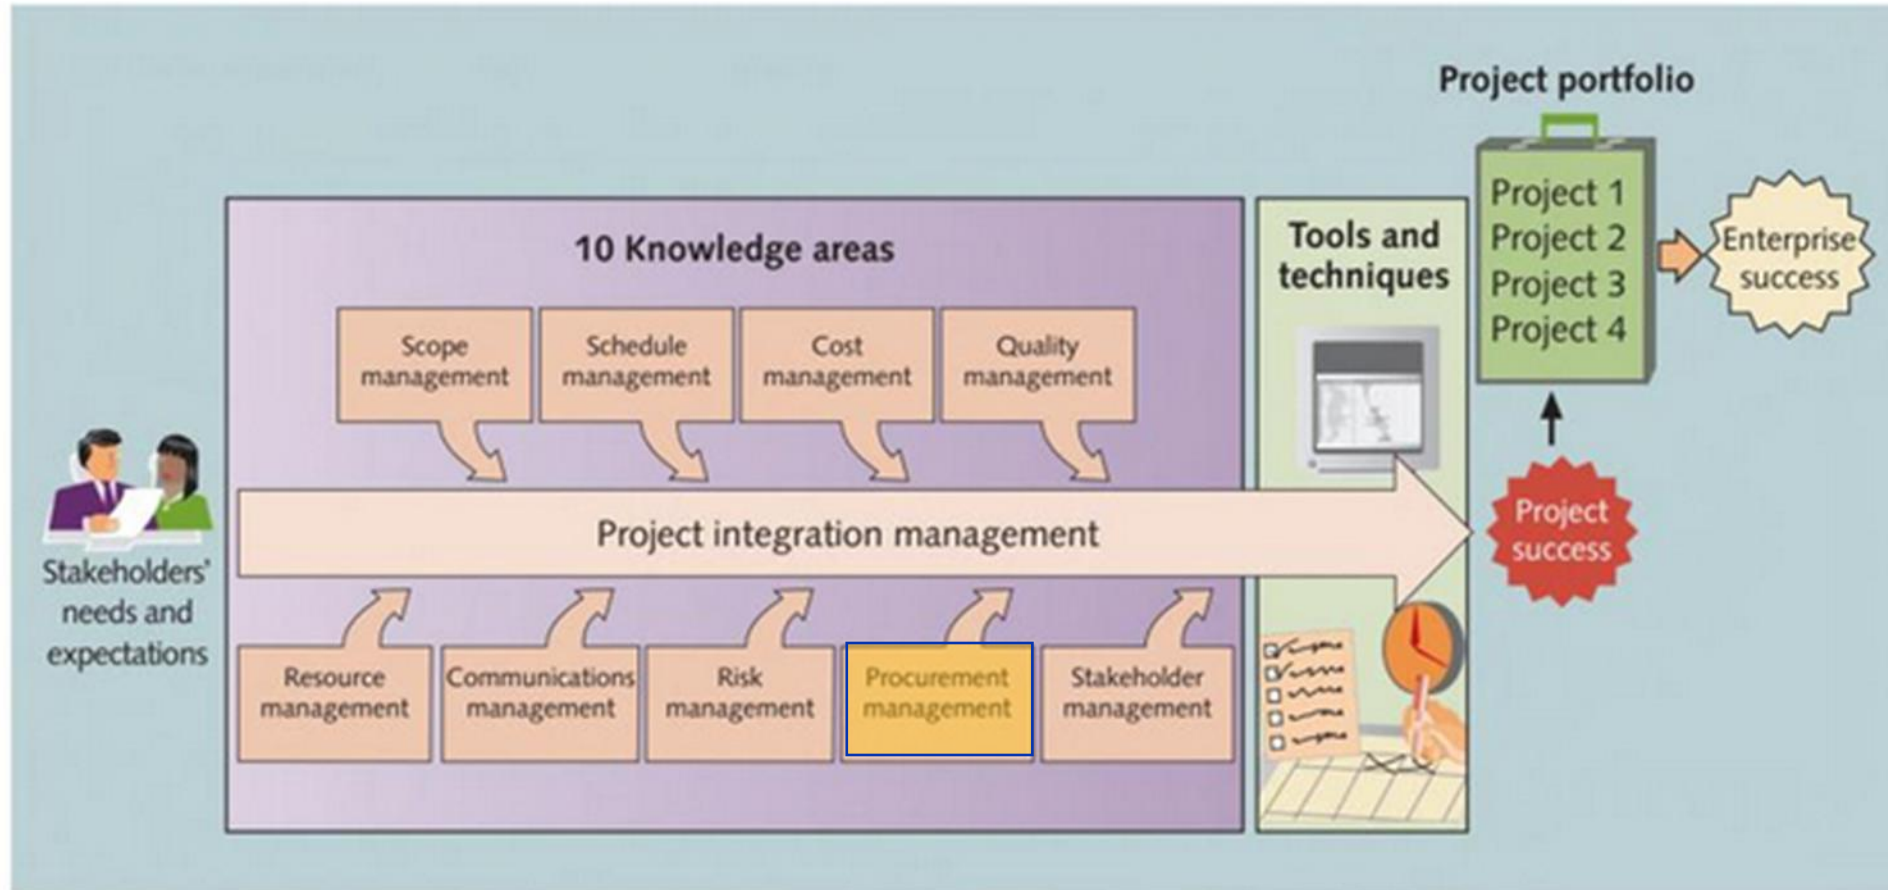 Project portfolio
Project 1
Project 2
Project 3
Project 4
Enterprise
success
10 Knowledge areas
Tools and
techniques
Scope
management
Schedule
management
Cost
management
Quality
management
Stakeholders'
needs and
expectations
Project integration management
Project
success
Resource
management
Communications
management
Risk
management
Procurement
management
Stakeholder
management